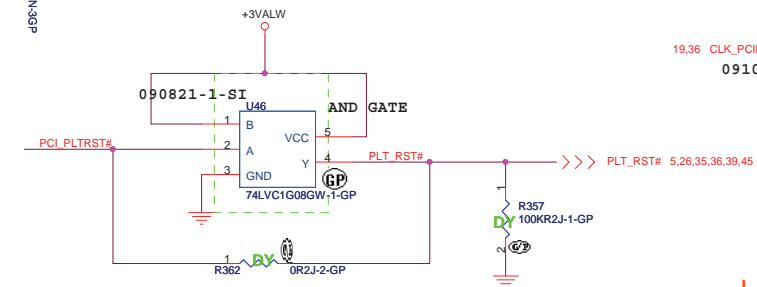 N-3GP
+3VALW
19,36 CLK_PCI
0910
090821-1-SI
U46
AND GATE
1 B
VCC 5
PCI_PLTRST#
2 A
Y 4
PLT_RST#
PLT_RST# 5,26,35,36,39,45
3 GND
GP
74LVC1G08GW-1-GP
1
R357
DY
100KR2J-1-GP
2
G/P
1
DY
R362
0R2J-2-GP